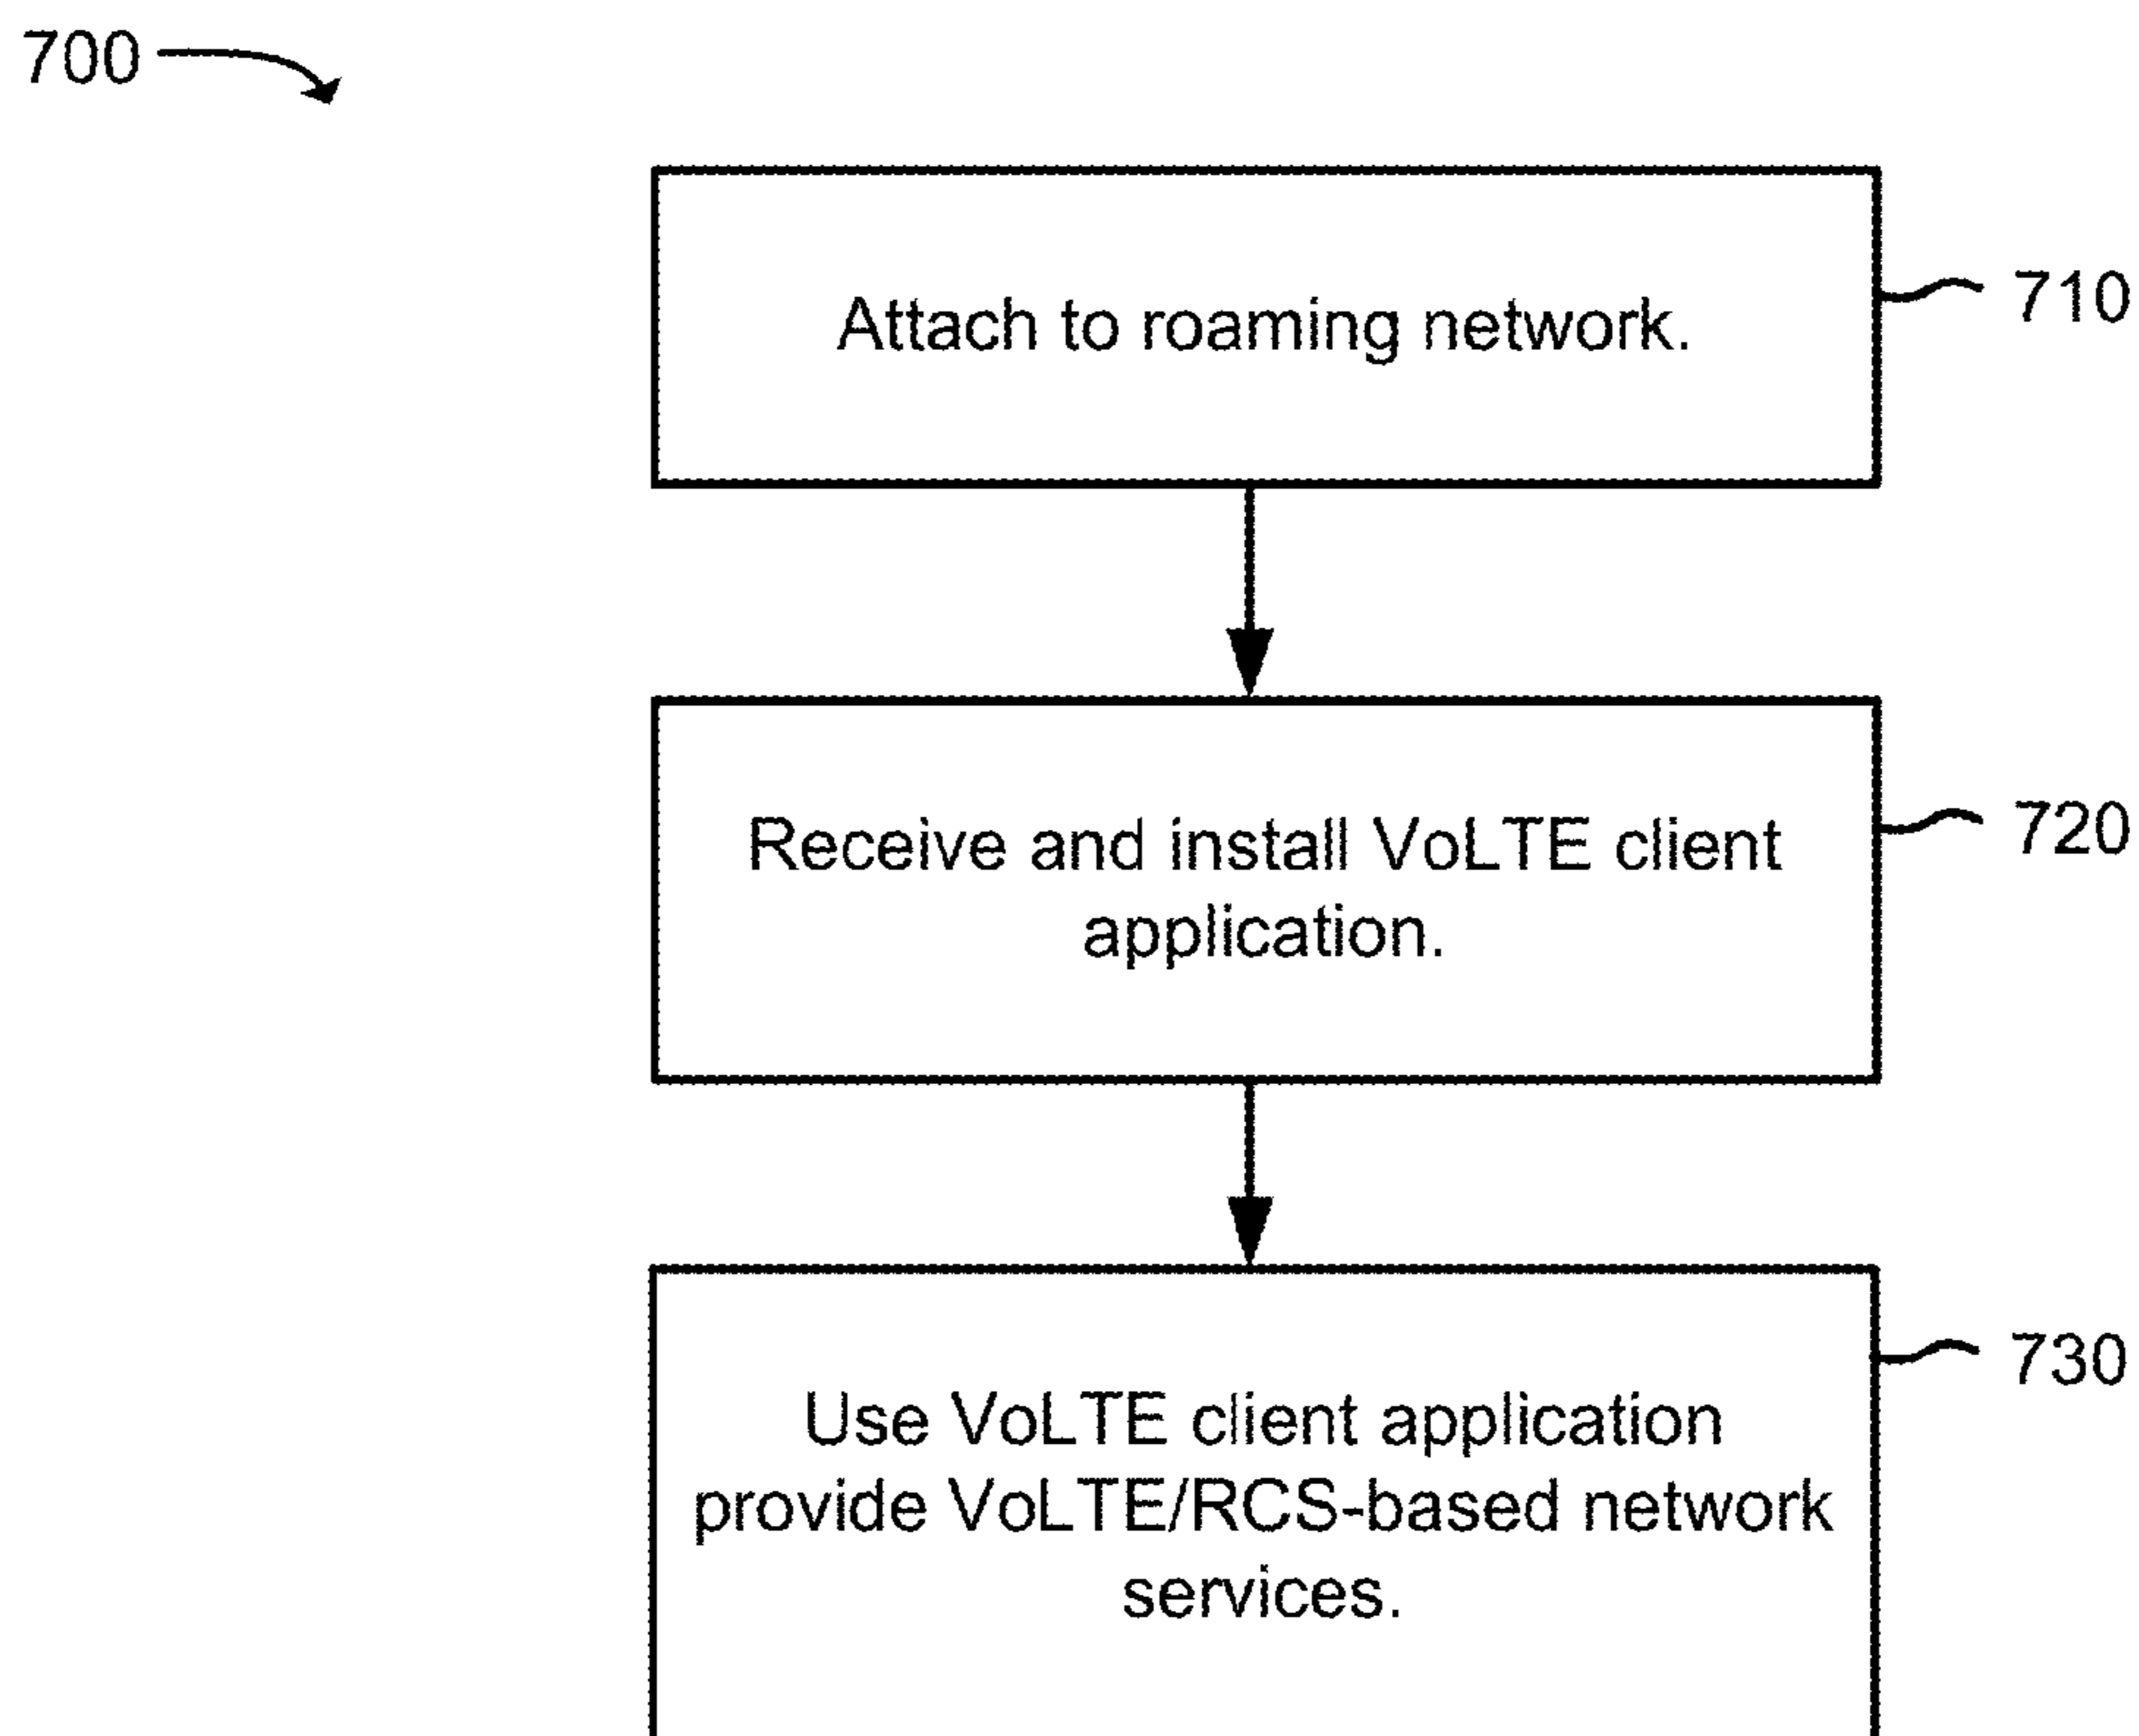 700
Attach to roaming network.
710
Receive and install VoLTE client
application.
720
Use VoLTE client application
provide VoLTE/RCS-based network
services.
730